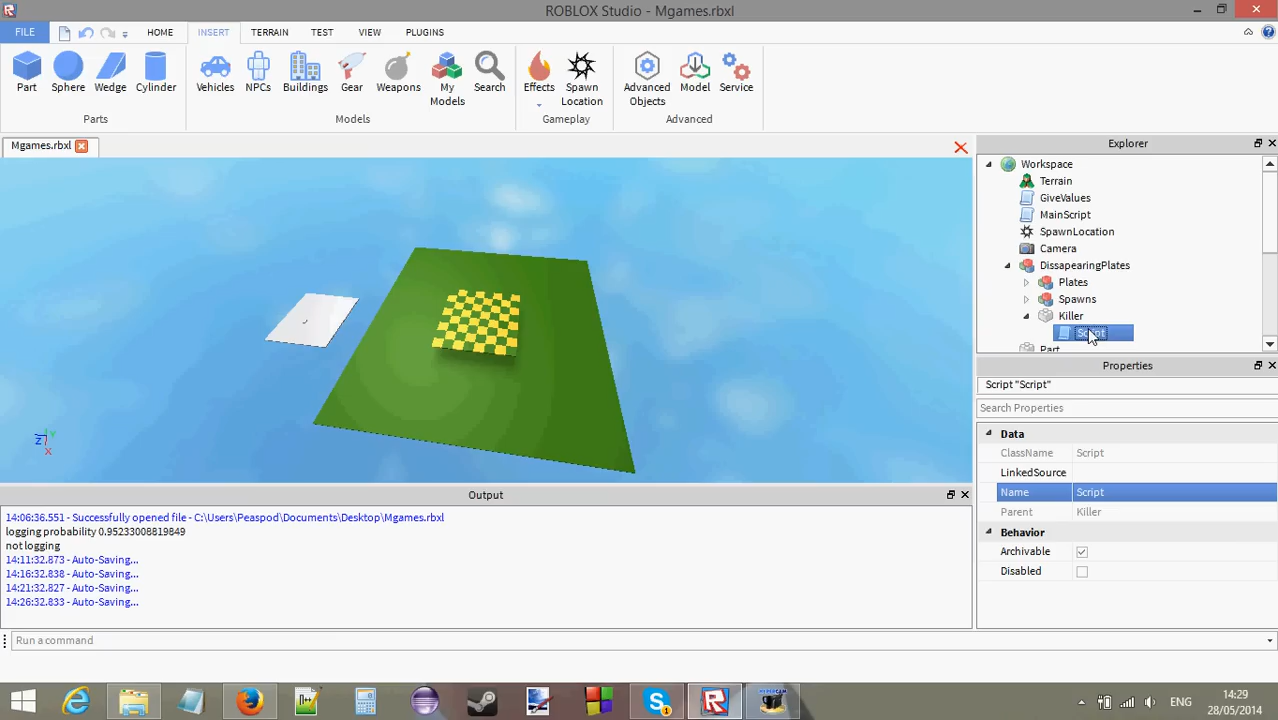 ROBLOX Studio - Mgames.rbxl
FILE
HOME
INSERT
TERRAIN
TEST
VIEW
PLUGINS
Part
Sphere
Wedge
Cylinder
Vehicles
NPCs
Buildings
Gear
Weapons
My Models
Search
Effects
Spawn Location
Advanced Objects
Model
Service
Parts
Models
Gameplay
Advanced
Mgames.rbxl
Explorer
Workspace
Terrain
GiveValues
MainScript
SpawnLocation
Camera
DissapearingPlates
Plates
Spawns
Killer
Script
Part
Properties
Script "Script"
Search Properties
Data
ClassName Script
LinkedSource
Name Script
Parent Killer
Behavior
Archivable
Disabled
Z Y
X
Output
14:06:36.551 - Successfully opened file - C:\Users\Peaspod\Documents\Desktop\Mgames.rbxl
logging probability 0.95233008819849
not logging
14:11:32.873 - Auto-Saving...
14:16:32.838 - Auto-Saving...
14:21:32.827 - Auto-Saving...
14:26:32.833 - Auto-Saving...
Run a command
ENG
14:29
28/05/2014